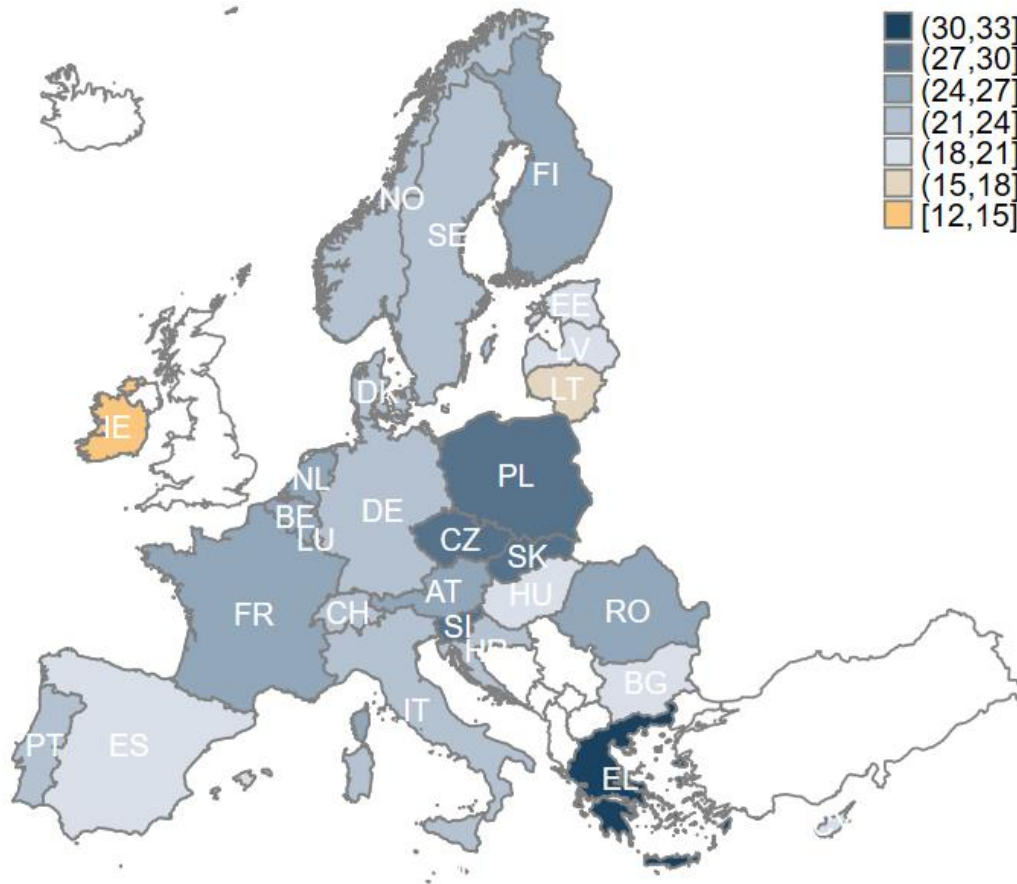 (30,33]
(27,30]
(24,27]
(21,24]
(18,21]
(15,18]
[12,15]
FI
NO
SE
EE
LV
LT
DK
IE
NL
PL
DE
BE
LU
CZ
SK
AT
HU
CH
FR
RO
SI
HR
BG
IT
PT
ES
EL
CY